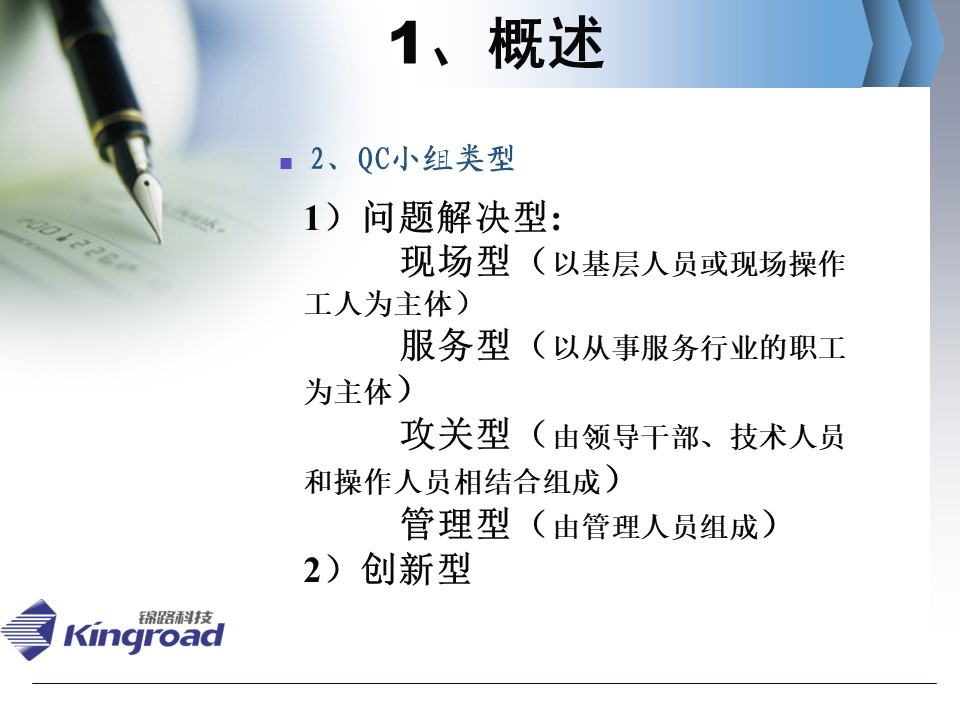 1、概述
2、QC小组类型
1）问题解决型:
现场型（以基层人员或现场操作
工人为主体）
服务型（以从事服务行业的职工
为主体）
攻关型（由领导干部、技术人员
和操作人员相结合组成）
管理型（由管理人员组成）
2）创新型
锦路科技
Kingroad